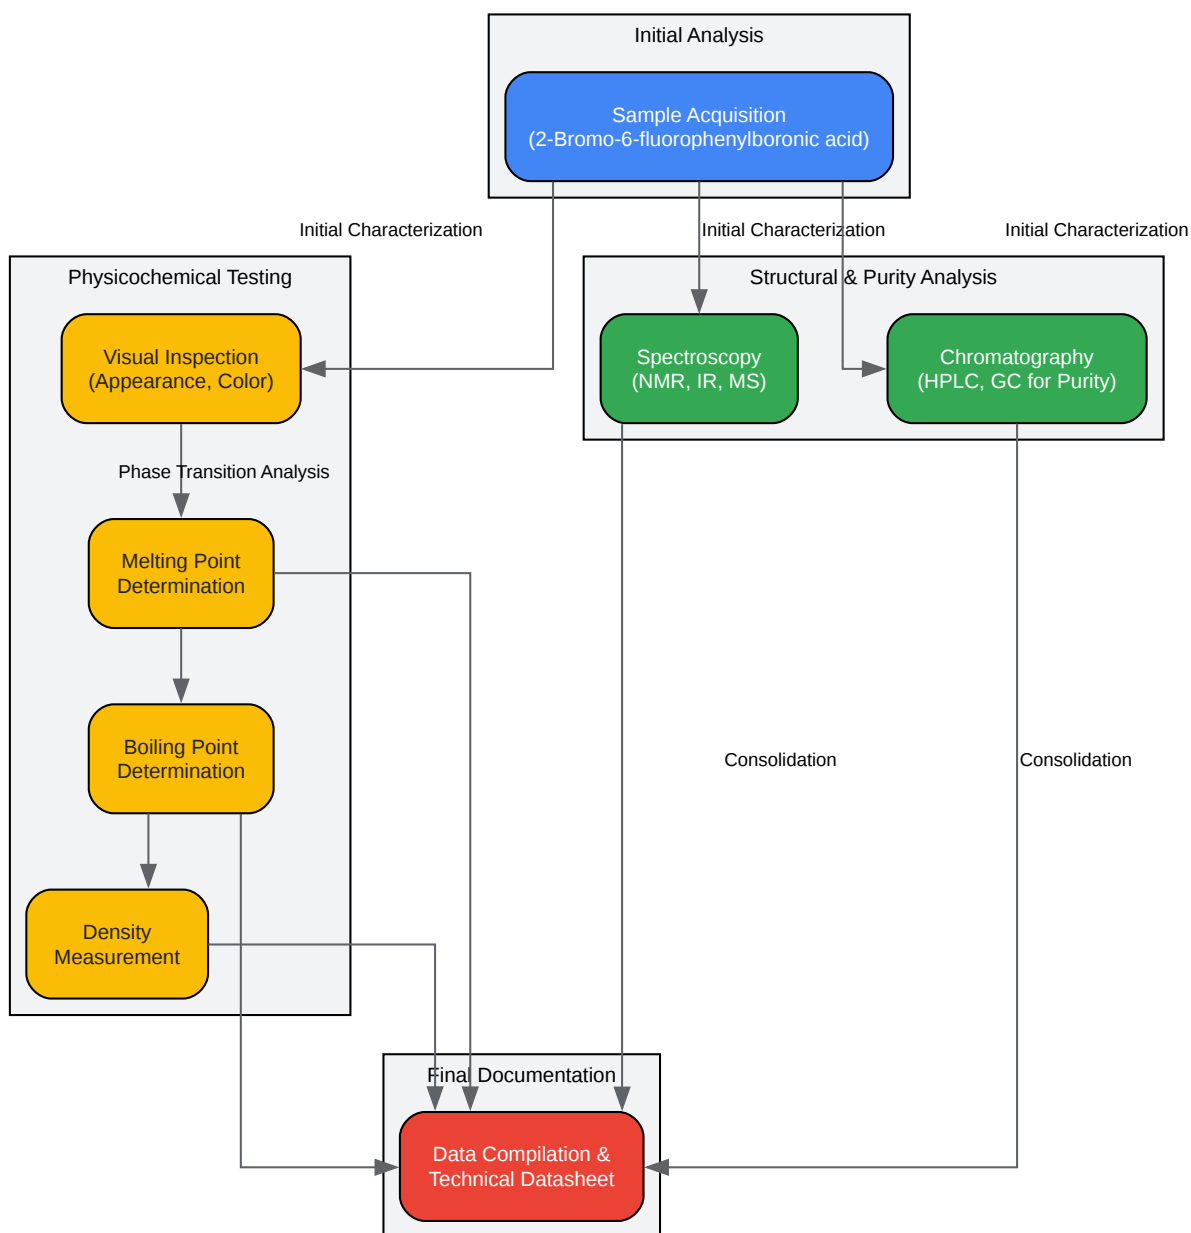 Initial Analysis
Sample Acquisition
(2-Bromo-6-fluorophenylboronic acid)
Initial Characterization
Initial Characterization
Initial Characterization
Physicochemical Testing
Structural & Purity Analysis
Visual Inspection
(Appearance, Color)
Spectroscopy
(NMR, IR, MS)
Chromatography
(HPLC, GC for Purity)
Phase Transition Analysis
Melting Point
Determination
Boiling Point
Determination
Consolidation
Consolidation
Density
Measurement
Final Documentation
Data Compilation &
Technical Datasheet